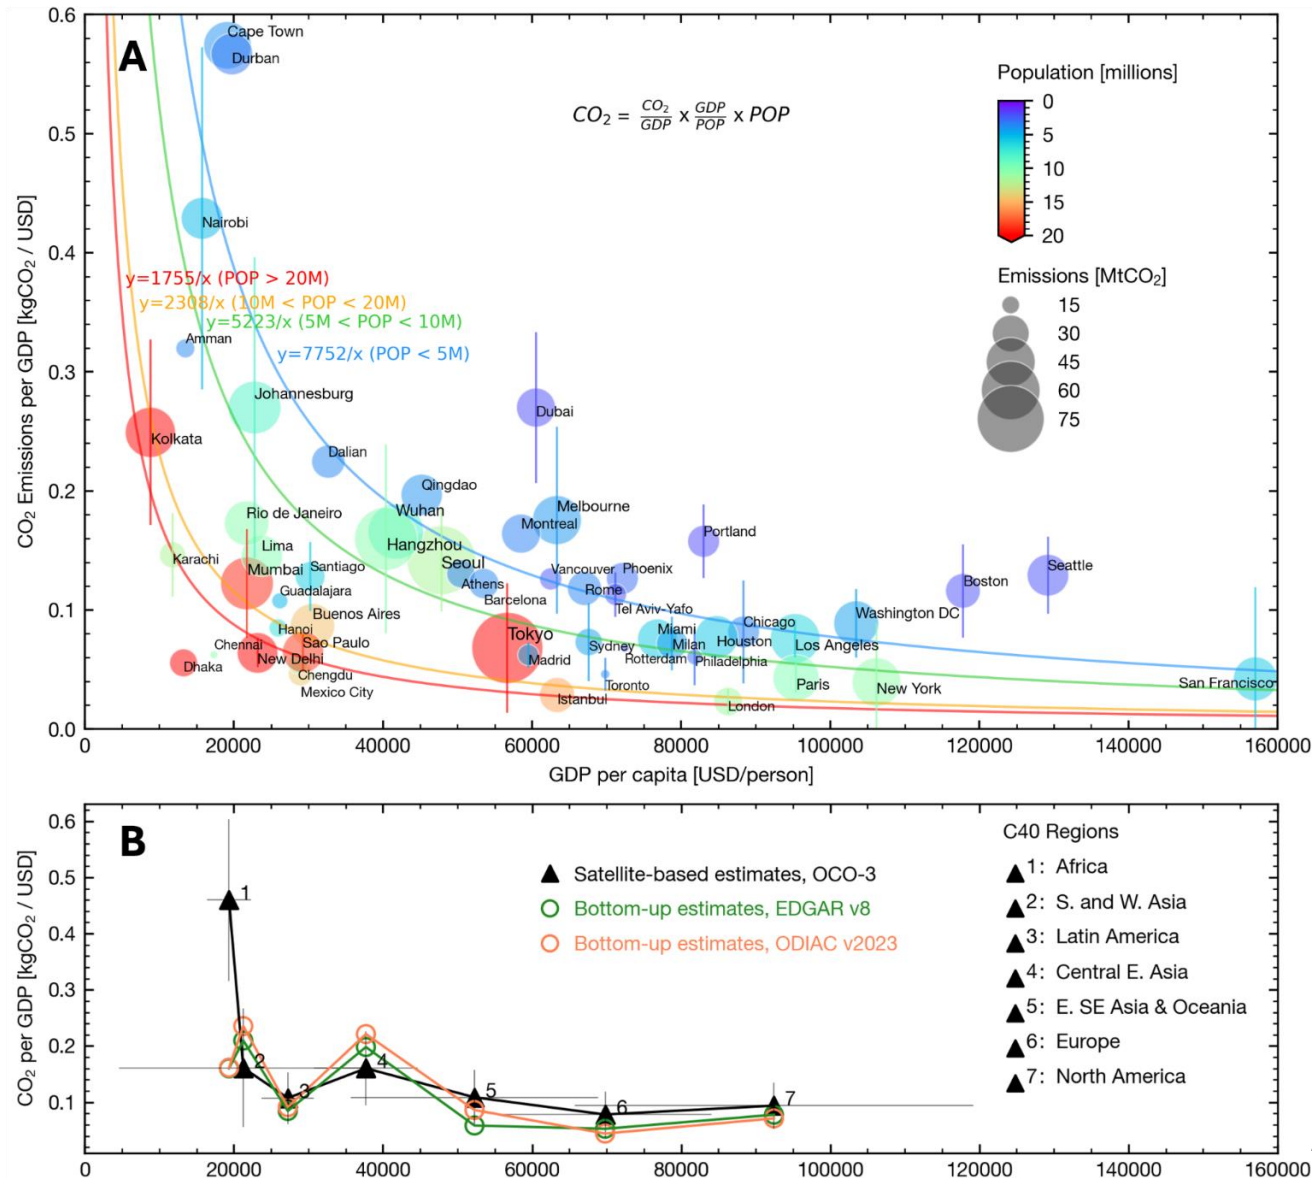 A
CO₂ Emissions per GDP [kgCO₂ / USD]
0.6
0.5
0.4
0.3
0.2
0.1
0.0
CO₂ = CO₂/GDP x GDP/POP x POP
Population [millions]
0
5
10
15
20
Emissions [MtCO₂]
15
30
45
60
75
Cape Town
Durban
Nairobi
y=1755/x (POP > 20M)
y=2308/x (10M < POP < 20M)
y=5223/x (5M < POP < 10M)
y=7752/x (POP < 5M)
Amman
Johannesburg
Dubai
Kolkata
Dalian
Qingdao
Melbourne
Rio de Janeiro
Wuhan
Montreal
Portland
Karachi
Lima
Hangzhou
Seoul
Mumbai
Santiago
Vancouver
Phoenix
Seattle
Guadalajara
Athens
Rome
Boston
Barcelona
Tel Aviv-Yafo
Buenos Aires
Washington DC
Hanoi
Tokyo
Miami
Chicago
Chennai
Sao Paulo
Sydney
Milan
Houston
Los Angeles
Dhaka
New Delhi
Madrid
Rotterdam
Philadelphia
Chengdu
Toronto
Paris
New York
San Francisco
Mexico City
Istanbul
London
0 20000 40000 60000 80000 100000 120000 140000 160000
GDP per capita [USD/person]
B
CO₂ per GDP [kgCO₂ / USD]
0.6
0.5
0.4
0.3
0.2
0.1
1
2
3
4
5
6
7
Satellite-based estimates, OCO-3
Bottom-up estimates, EDGAR v8
Bottom-up estimates, ODIAC v2023
C40 Regions
1: Africa
2: S. and W. Asia
3: Latin America
4: Central E. Asia
5: E. SE Asia & Oceania
6: Europe
7: North America
0 20000 40000 60000 80000 100000 120000 140000 160000